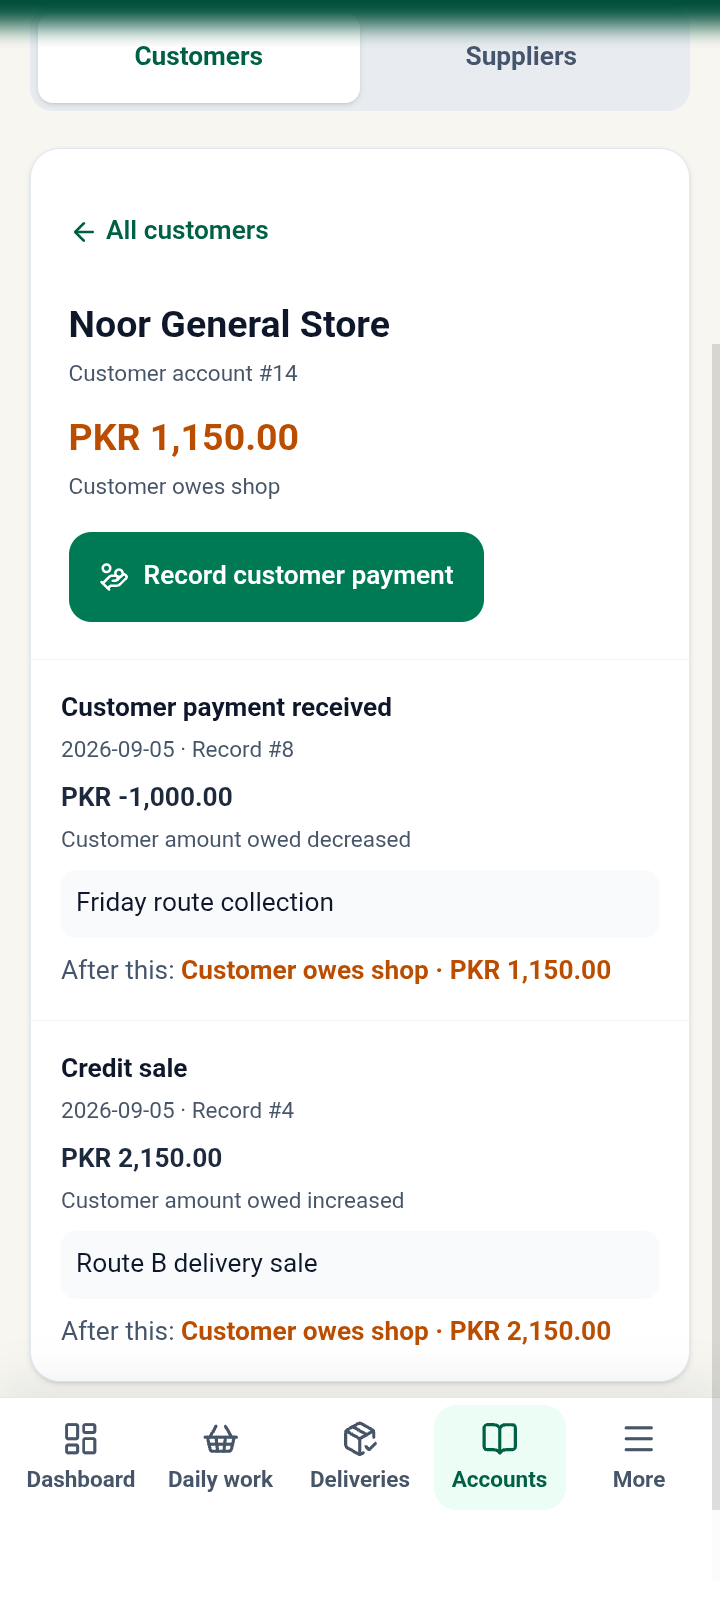 Customers
Suppliers
All customers
Noor General Store
Customer account #14
PKR 1,150.00
Customer owes shop
Record customer payment
Customer payment received
2026-09-05 · Record #8
PKR -1,000.00
Customer amount owed decreased
Friday route collection
After this: Customer owes shop · PKR 1,150.00
Credit sale
2026-09-05 · Record #4
PKR 2,150.00
Customer amount owed increased
Route B delivery sale
After this: Customer owes shop · PKR 2,150.00
Dashboard
Daily work
Deliveries
Accounts
More